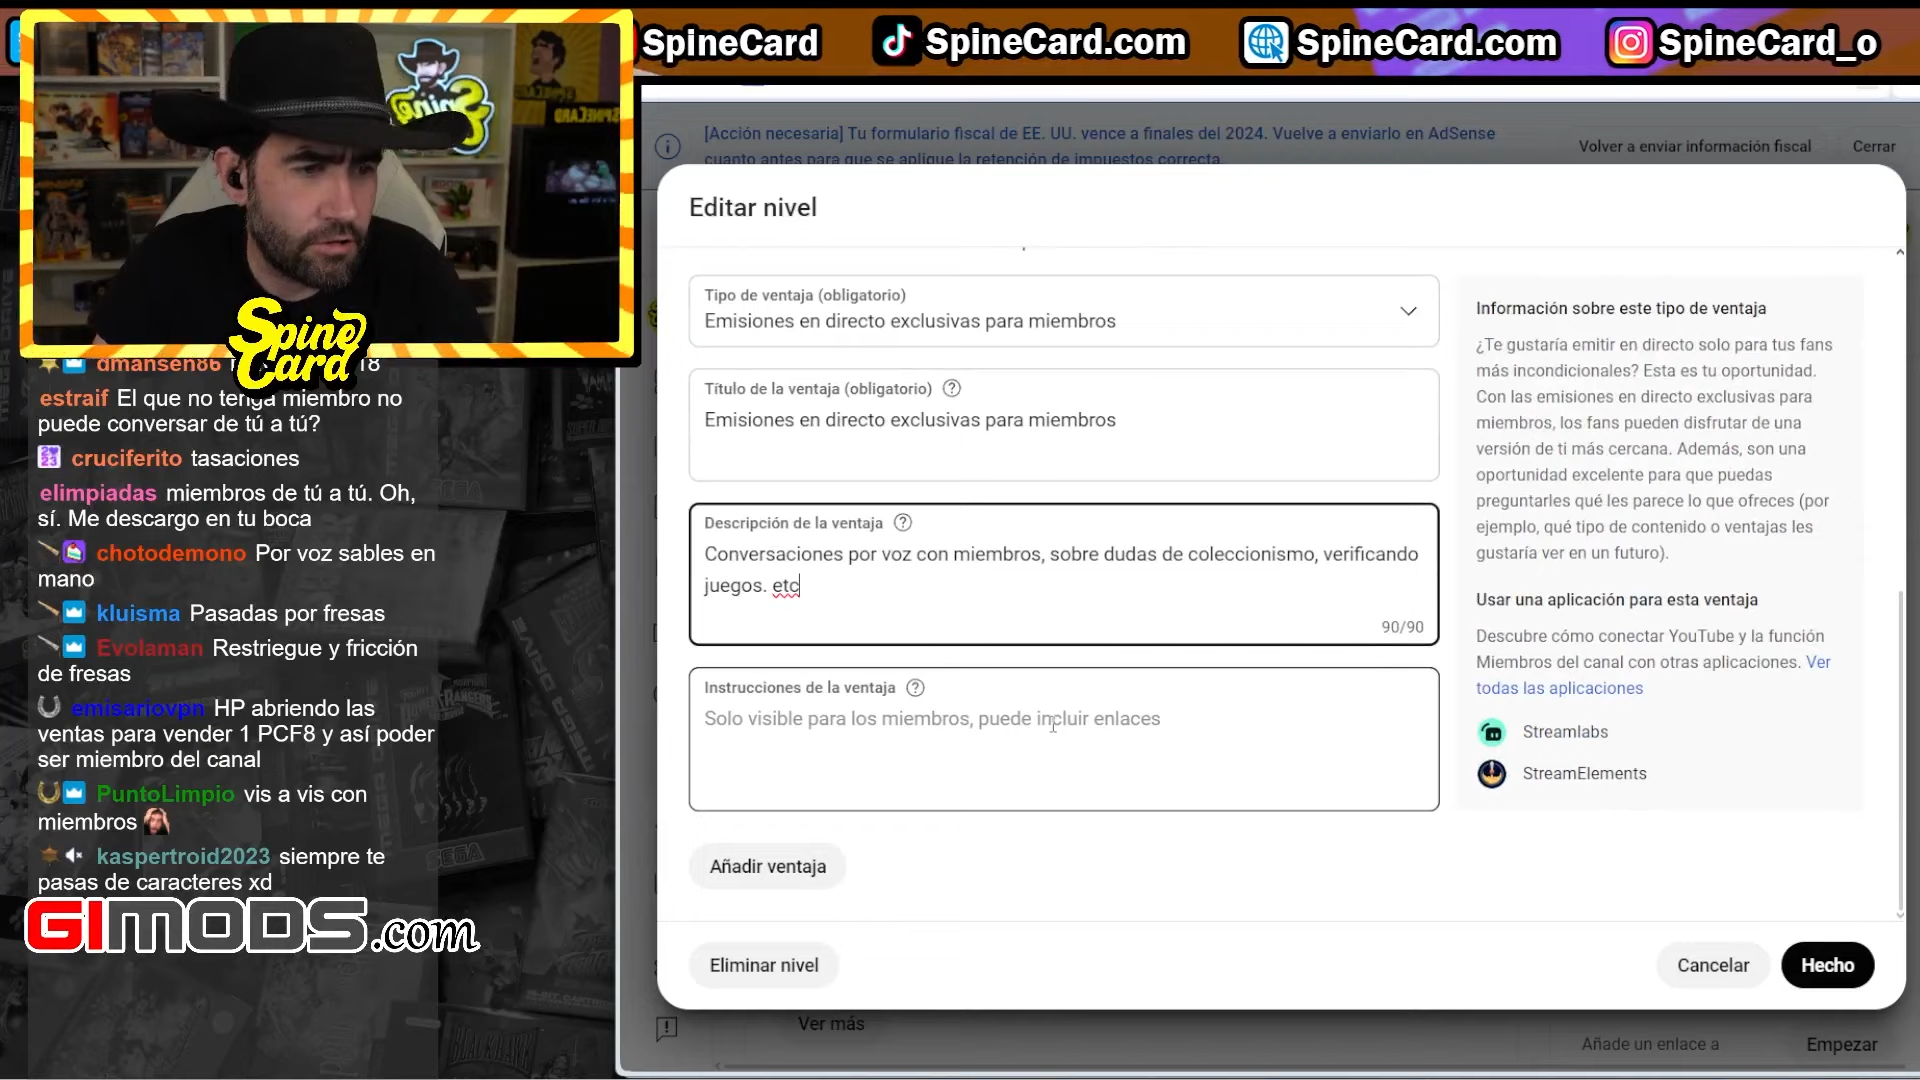 SpineCard
SpineCard.com
SpineCard.com
SpineCard_o
Spine
SPINECARD
Spine
Card
[Acción necesaria] Tu formulario fiscal de EE. UU. vence a finales del 2024. Vuelve a enviarlo en AdSense
cuanto antes para que se aplique la retención de impuestos correcta.
Volver a enviar información fiscal
Cerrar
Editar nivel
Tipo de ventaja (obligatorio)
Emisiones en directo exclusivas para miembros
Título de la ventaja (obligatorio)
Emisiones en directo exclusivas para miembros
Descripción de la ventaja
Conversaciones por voz con miembros, sobre dudas de coleccionismo, verificando
juegos. etc
90/90
Instrucciones de la ventaja
Solo visible para los miembros, puede incluir enlaces
Añadir ventaja
Eliminar nivel
Cancelar
Hecho
Información sobre este tipo de ventaja
¿Te gustaría emitir en directo solo para tus fans
más incondicionales? Esta es tu oportunidad.
Con las emisiones en directo exclusivas para
miembros, los fans pueden disfrutar de una
versión de ti más cercana. Además, son una
oportunidad excelente para que puedas
preguntarles qué les parece lo que ofreces (por
ejemplo, qué tipo de contenido o ventajas les
gustaría ver en un futuro).
Usar una aplicación para esta ventaja
Descubre cómo conectar YouTube y la función
Miembros del canal con otras aplicaciones. Ver
todas las aplicaciones
Streamlabs
StreamElements
Ver más
Añade un enlace a
Empezar
dmansen86 18
estraif El que no tenga miembro no
puede conversar de tú a tú?
cruciferito tasaciones
elimpiadas miembros de tú a tú. Oh,
sí. Me descargo en tu boca
chotodemono Por voz sables en
mano
kluisma Pasadas por fresas
Evolaman Restriegue y fricción
de fresas
emisariovpn HP abriendo las
ventas para vender 1 PCF8 y así poder
ser miembro del canal
PuntoLimpio vis a vis con
miembros
kaspertroid2023 siempre te
pasas de caracteres xd
GIMODS.com
SEGA